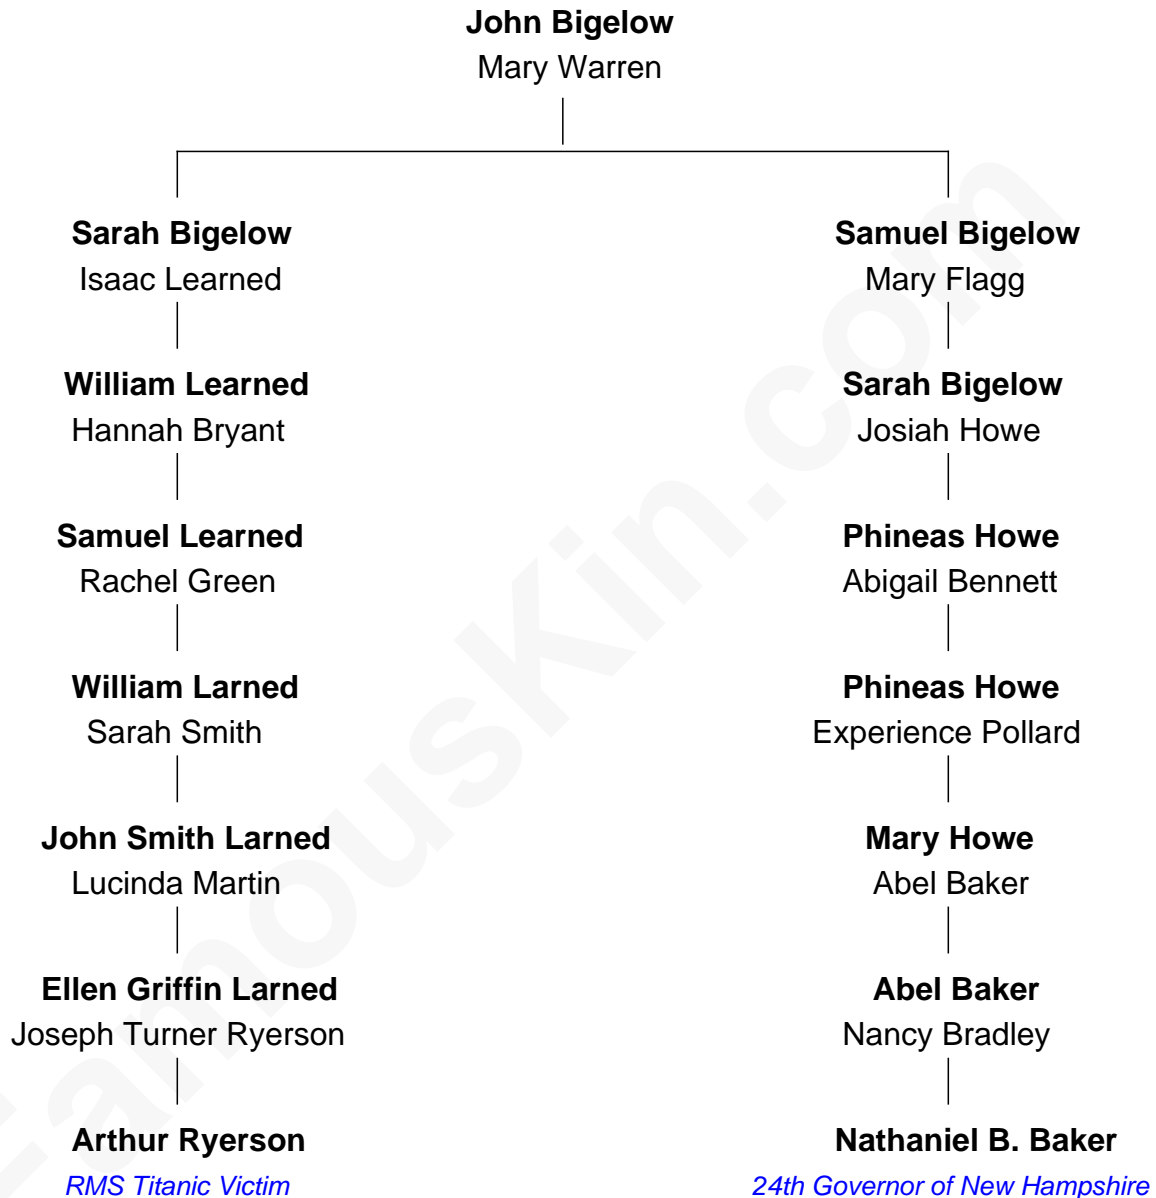 John Bigelow
Mary Warren
Sarah Bigelow
Isaac Learned
William Learned
Hannah Bryant
Samuel Learned
Rachel Green
William Larned
Sarah Smith
John Smith Larned
Lucinda Martin
Ellen Griffin Larned
Joseph Turner Ryerson
Arthur Ryerson
RMS Titanic Victim
Samuel Bigelow
Mary Flagg
Sarah Bigelow
Josiah Howe
Phineas Howe
Abigail Bennett
Phineas Howe
Experience Pollard
Mary Howe
Abel Baker
Abel Baker
Nancy Bradley
Nathaniel B. Baker
24th Governor of New Hampshire
FamousKin.com